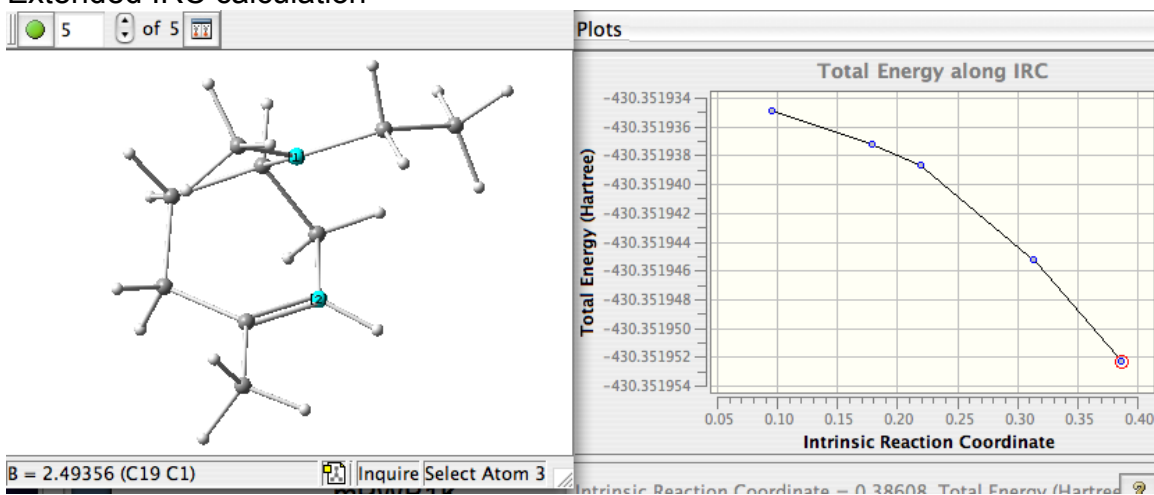 Extended IRC calculation
5 of 5
Plots
Total Energy along IRC
-430.351934
-430.351936
-430.351938
-430.351940
-430.351942
-430.351944
-430.351946
-430.351948
-430.351950
-430.351952
-430.351954
Total Energy (Hartree)
0.05 0.10 0.15 0.20 0.25 0.30 0.35 0.40
Intrinsic Reaction Coordinate
1
2
B = 2.49356 (C19 C1) Inquire Select Atom 3
Intrinsic Reaction Coordinate = 0.38608, Total Energy (Hartree ?